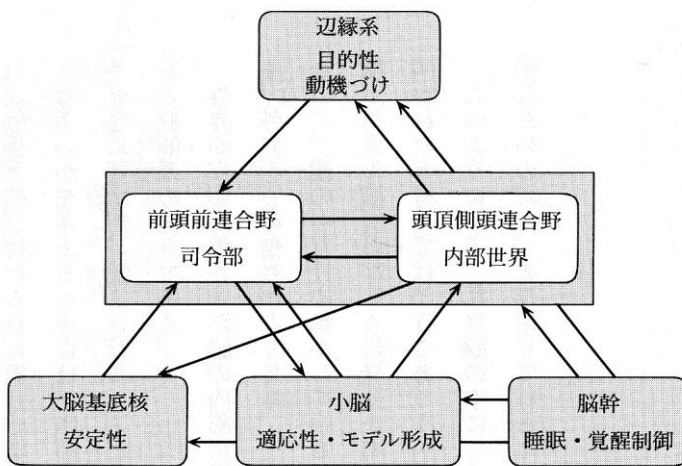 辺縁系
目的性
動機づけ
前頭前連合野
司令部
頭頂側頭連合野
内部世界
大脳基底核
安定性
小脳
適応性・モデル形成
脳幹
睡眠・覚醒制御